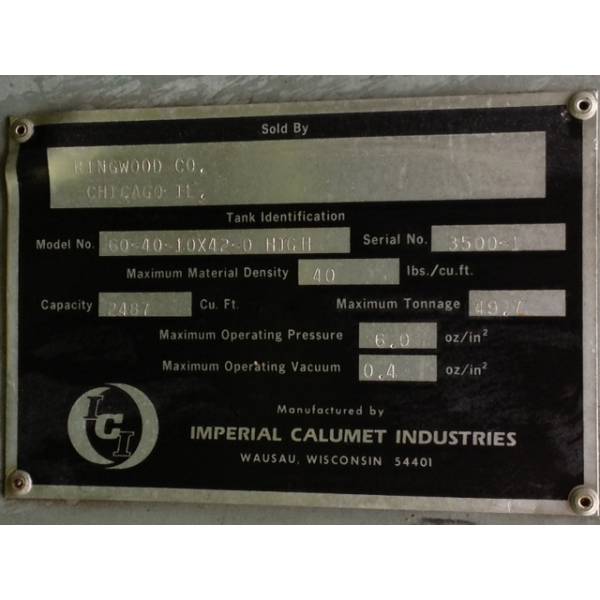 Sold By
RINGWOOD CO.
CHICAGO IL.
Tank Identification
Model No. 60-40-10X42-0 HIGH Serial No. 3500-1
Maximum Material Density 40 lbs./cu.ft.
Capacity 2487 Cu. Ft. Maximum Tonnage 49.7
Maximum Operating Pressure 6.0 oz/in²
Maximum Operating Vacuum 0.4 oz/in²
Manufactured by
ICI IMPERIAL CALUMET INDUSTRIES
WAUSAU, WISCONSIN 54401